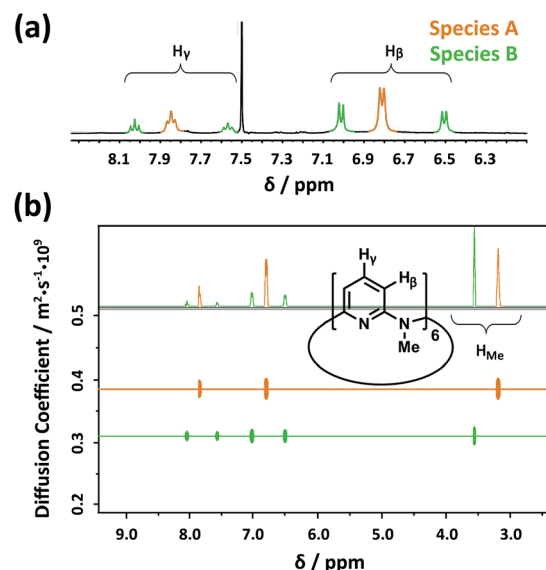 (a)
Species A
Species B
Hγ
Hβ
8.1 7.9 7.7 7.5 7.3 7.1 6.9 6.7 6.5 6.3
δ / ppm
(b)
Diffusion Coefficient / m²·s⁻¹·10⁹
0.5
0.4
0.3
0.2
Hγ
Hβ
N
N
Me
6
HMe
9.0 8.0 7.0 6.0 5.0 4.0 3.0
δ / ppm